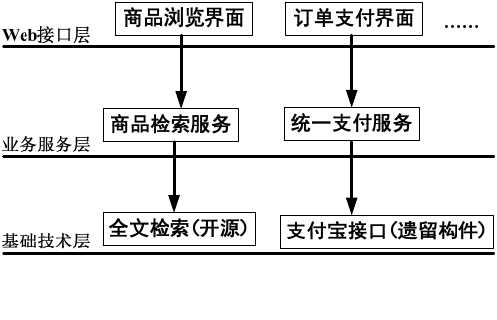 商品浏览界面 订单支付界面 ……
Web接口层
商品检索服务 统一支付服务
业务服务层
全文检索(开源) 支付宝接口(遗留构件)
基础技术层